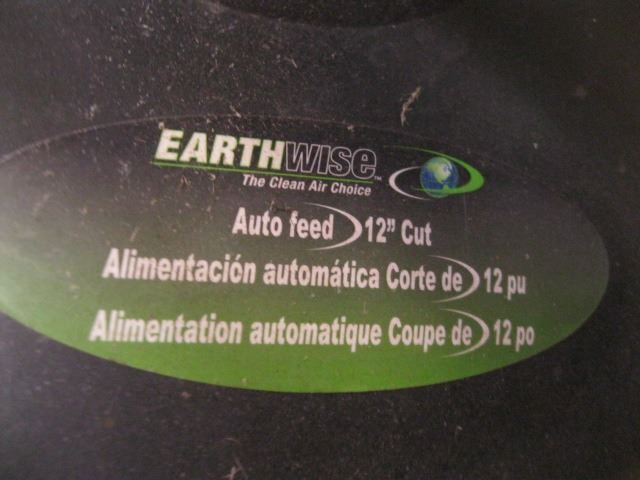 EARTHWISE™
The Clean Air Choice
Auto feed 12" Cut
Alimentación automática Corte de 12 pu
Alimentation automatique Coupe de 12 po